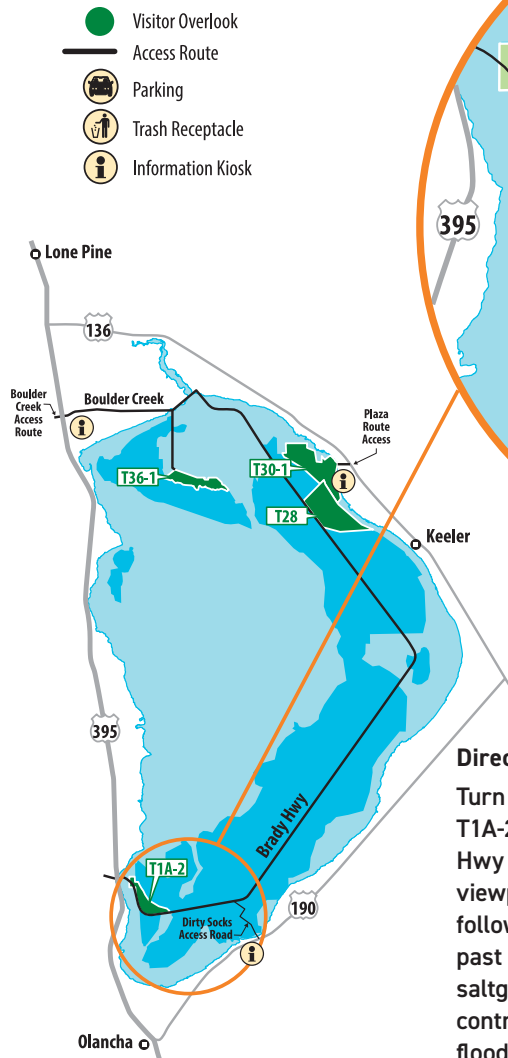 Visitor Overlook
Access Route
Parking
Trash Receptacle
Information Kiosk
395
Lone Pine
136
Boulder
Creek
Access
Route
Boulder Creek
Plaza
Route
Access
T36-1
T30-1
T28
Keeler
395
Brady Hwy
T1A-2
190
Dirty Socks
Access Road
Olancha
Direc
Turn
T1A-2
Hwy
viewp
follow
past
saltg
contr
flood